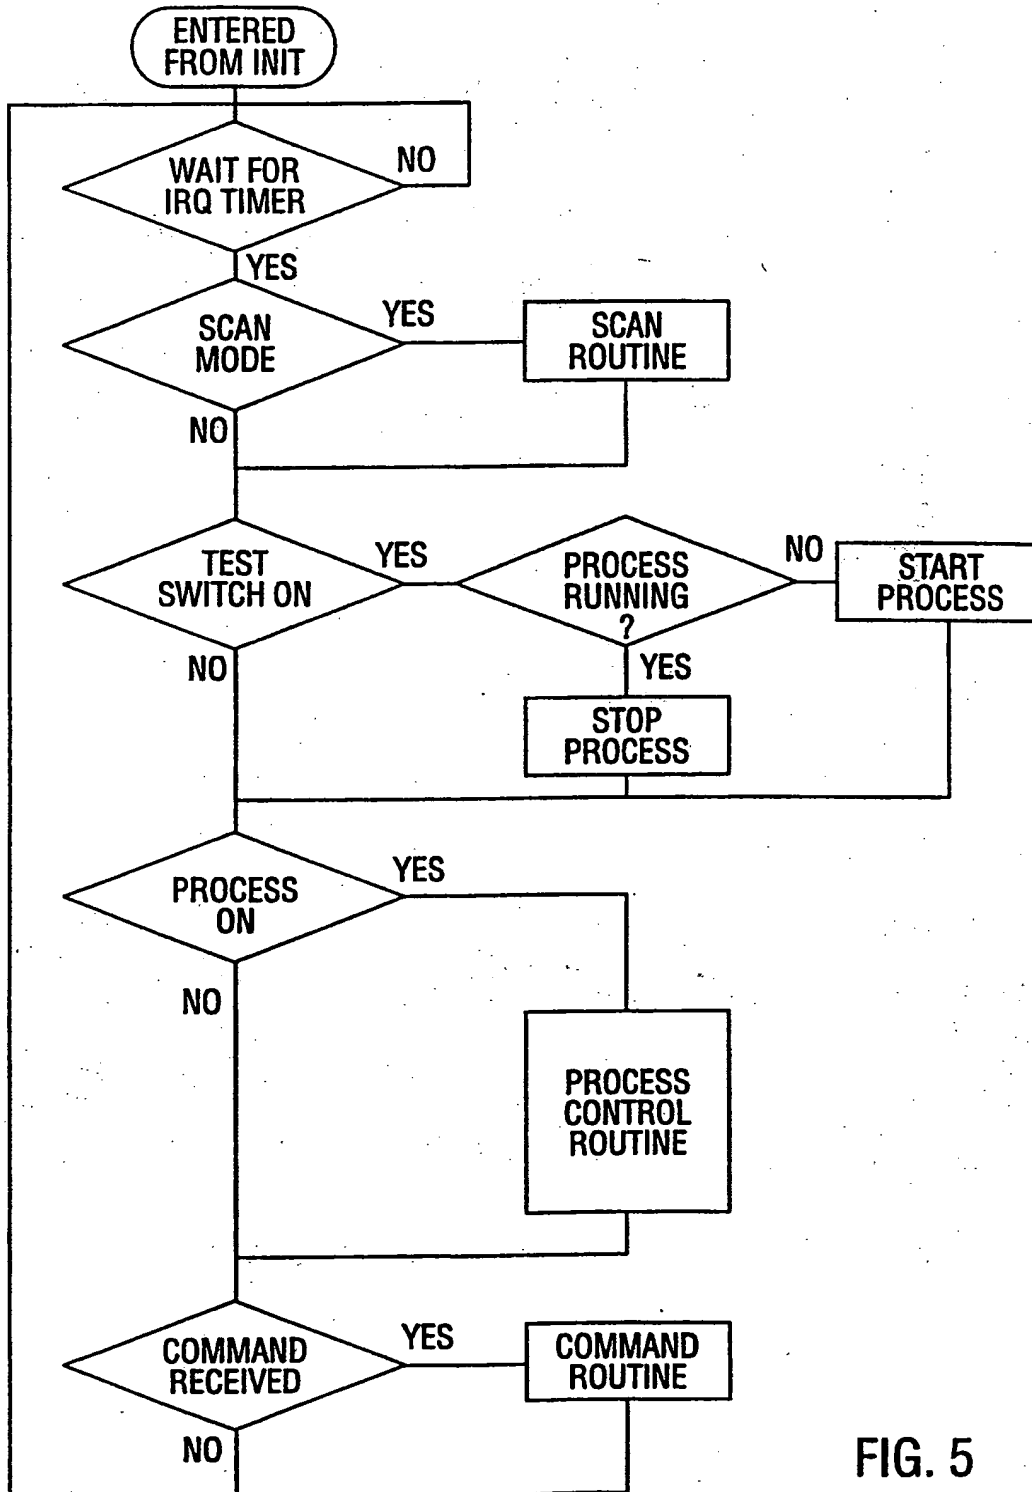 ENTERED
FROM INIT
WAIT FOR
IRQ TIMER
NO
YES
SCAN
MODE
YES
SCAN
ROUTINE
NO
TEST
SWITCH ON
YES
PROCESS
RUNNING
?
NO
START
PROCESS
NO
YES
STOP
PROCESS
PROCESS
ON
YES
NO
PROCESS
CONTROL
ROUTINE
COMMAND
RECEIVED
YES
COMMAND
ROUTINE
NO
FIG. 5